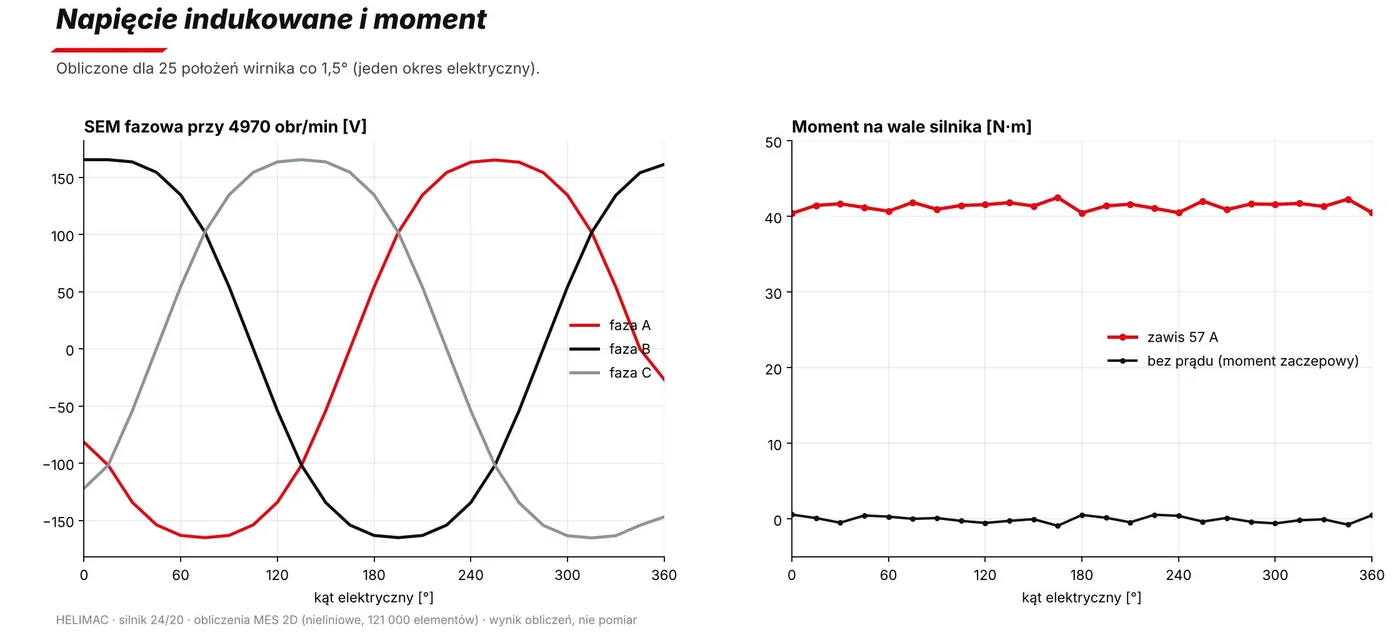 Napięcie indukowane i moment
Obliczone dla 25 położeń wirnika co 1,5° (jeden okres elektryczny).
SEM fazowa przy 4970 obr/min [V]
150
100
50
0
−50
−100
−150
faza A
faza B
faza C
0 60 120 180 240 300 360
kąt elektryczny [°]
Moment na wale silnika [N·m]
50
40
30
20
10
0
zawis 57 A
bez prądu (moment zaczepowy)
0 60 120 180 240 300 360
kąt elektryczny [°]
HELIMAC · silnik 24/20 · obliczenia MES 2D (nieliniowe, 121 000 elementów) · wynik obliczeń, nie pomiar